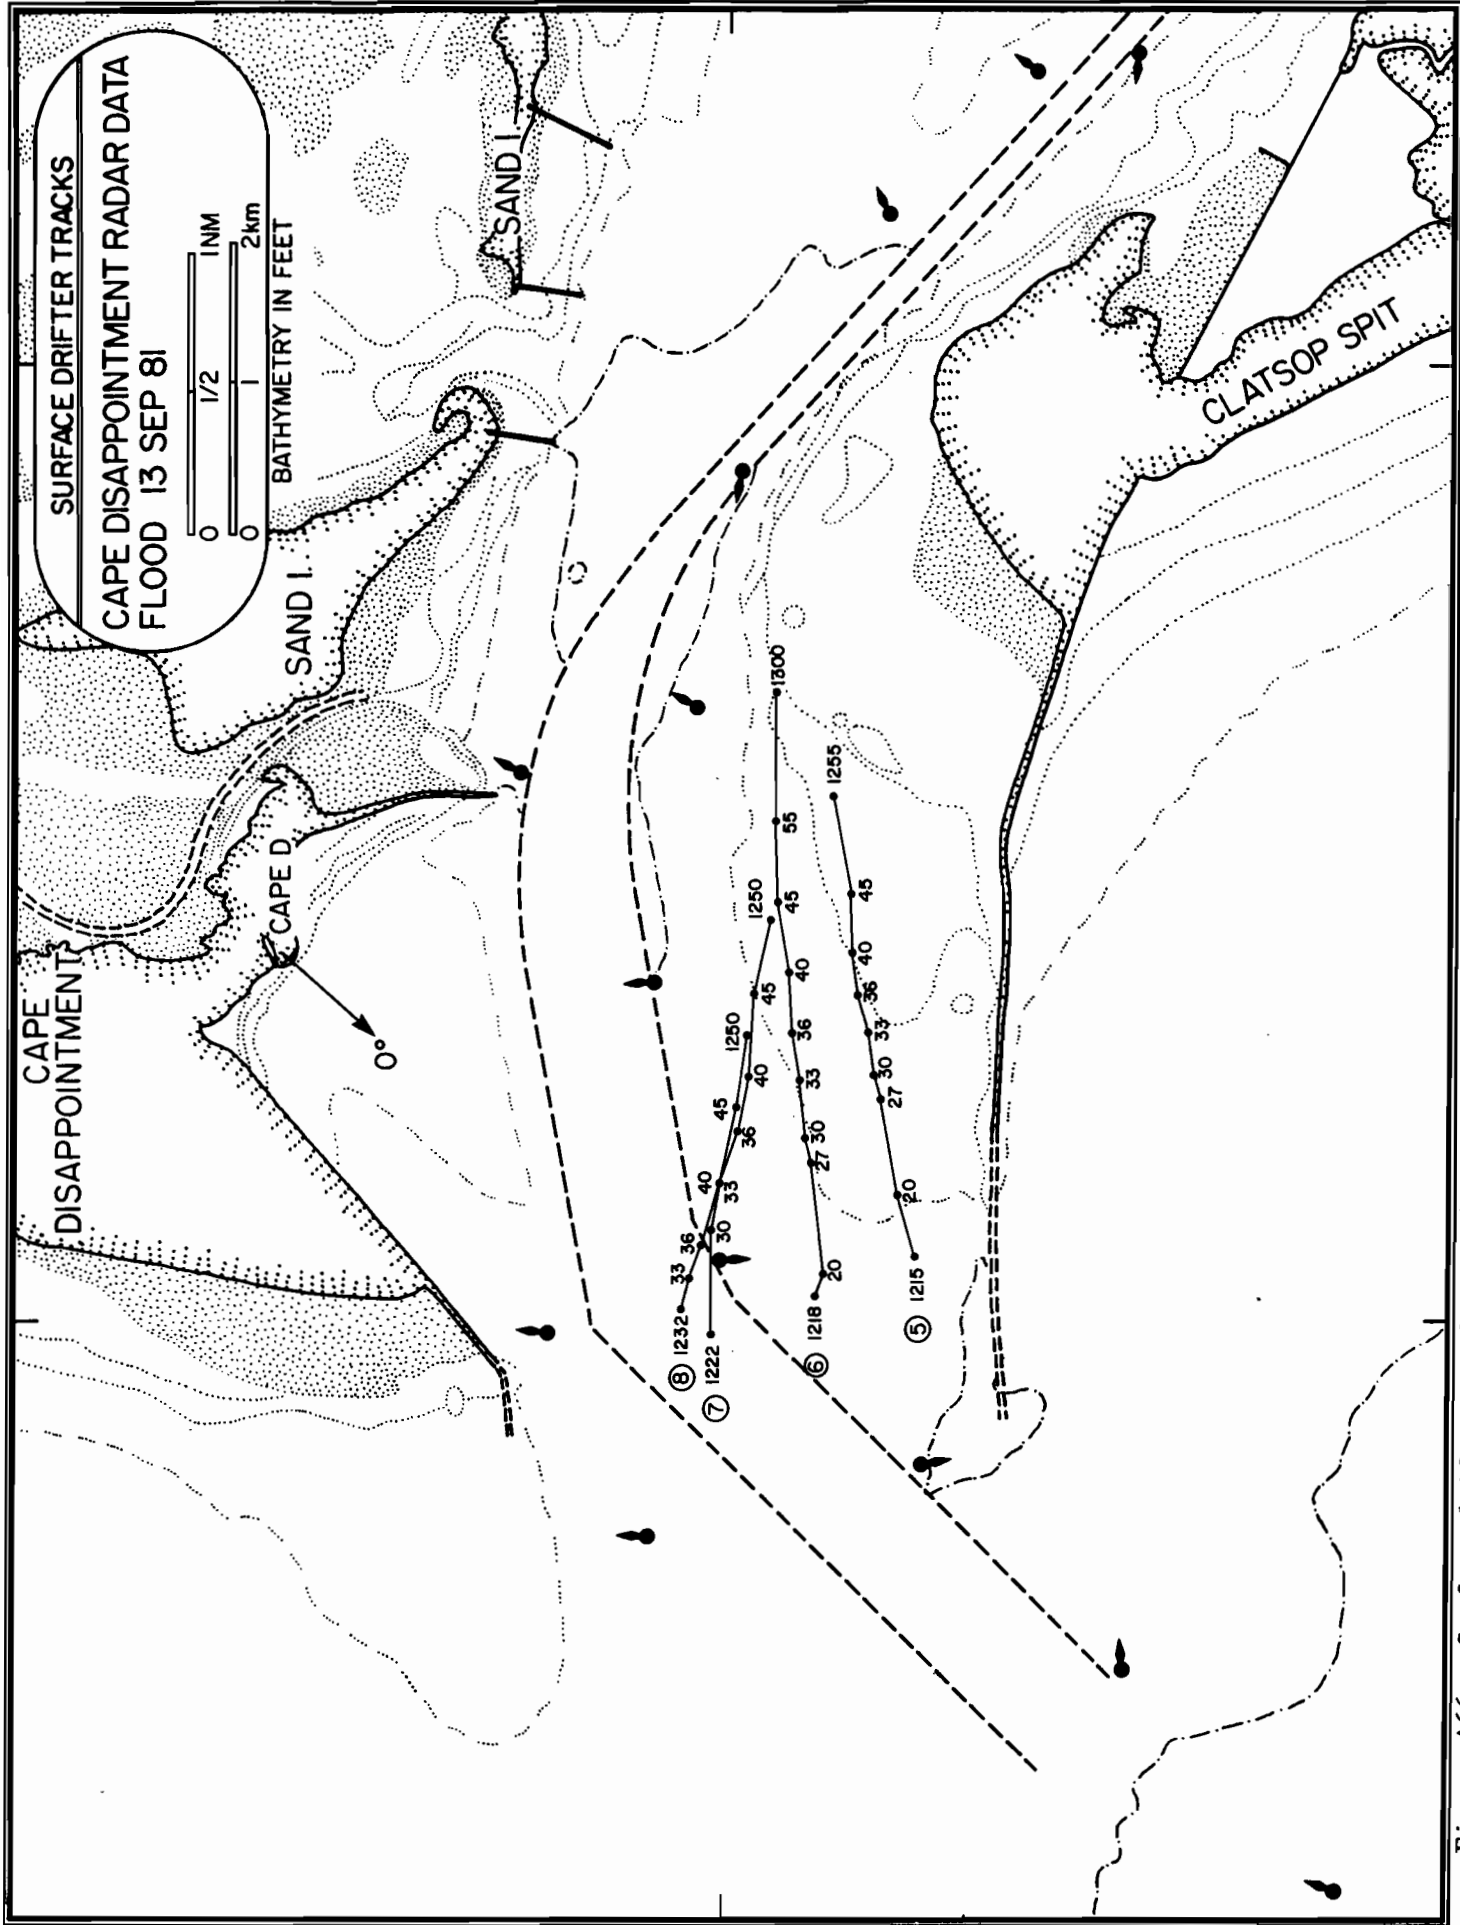 SURFACE DRIFTER TRACKS
CAPE DISAPPOINTMENT RADAR DATA
FLOOD 13 SEP 81
0 1/2 1NM
0 1 2km
BATHYMETRY IN FEET
CAPE
DISAPPOINTMENT
CAPE D
0°
SAND I.
SAND I.
CLATSOP SPIT
8 1232 33 36 40 45 1250
7 1222 30 33 36 40 45 1250
6 1218 20 27 30 33 36 40 45 55 1300
5 1215 20 27 30 33 36 40 45 1255